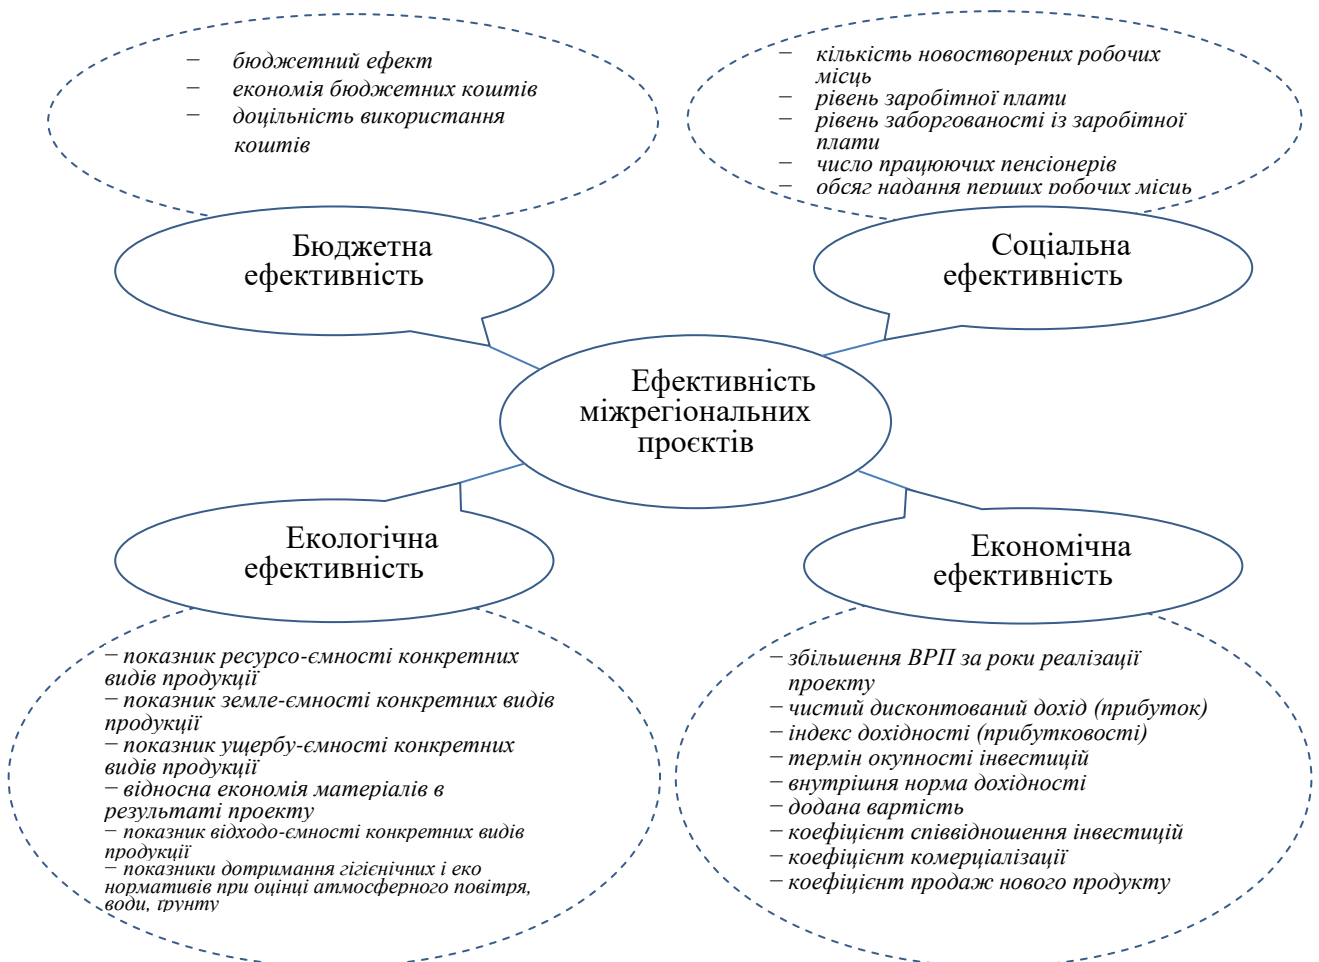 − бюджетний ефект
− економія бюджетних коштів
− доцільність використання
коштів
− кількість новостворених робочих
місць
− рівень заробітної плати
− рівень заборгованості із заробітної
плати
− число працюючих пенсіонерів
− обсяг надання перших робочих місць
Бюджетна
ефективність
Соціальна
ефективність
Ефективність
міжрегіональних
проєктів
Екологічна
ефективність
Економічна
ефективність
− показник ресурсо-ємності конкретних
видів продукції
− показник земле-ємності конкретних видів
продукції
− показник ущербу-ємності конкретних
видів продукції
− відносна економія матеріалів в
результаті проекту
− показник відходо-ємності конкретних видів
продукції
− показники дотримання гігієнічних і еко
нормативів при оцінці атмосферного повітря,
води, ґрунту
− збільшення ВРП за роки реалізації
проекту
− чистий дисконтований дохід (прибуток)
− індекс дохідності (прибутковості)
− термін окупності інвестицій
− внутрішня норма дохідності
− додана вартість
− коефіцієнт співвідношення інвестицій
− коефіцієнт комерціалізації
− коефіцієнт продаж нового продукту